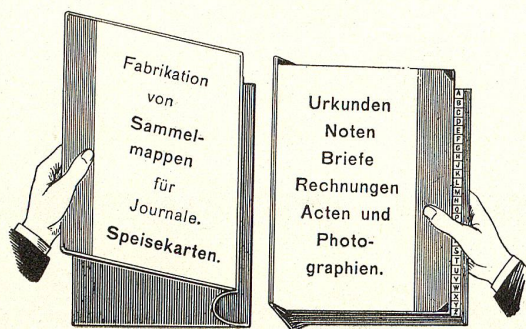 Fabrikation
von
Sammel-
mappen
für
Journale.
Speisekarten.
Urkunden
Noten
Briefe
Rechnungen
Acten und
Photo-
graphien.
A
B
C
D
E
F
G
H
J
K
L
M
N
O
S
T
U
V
W
X
Y
Z